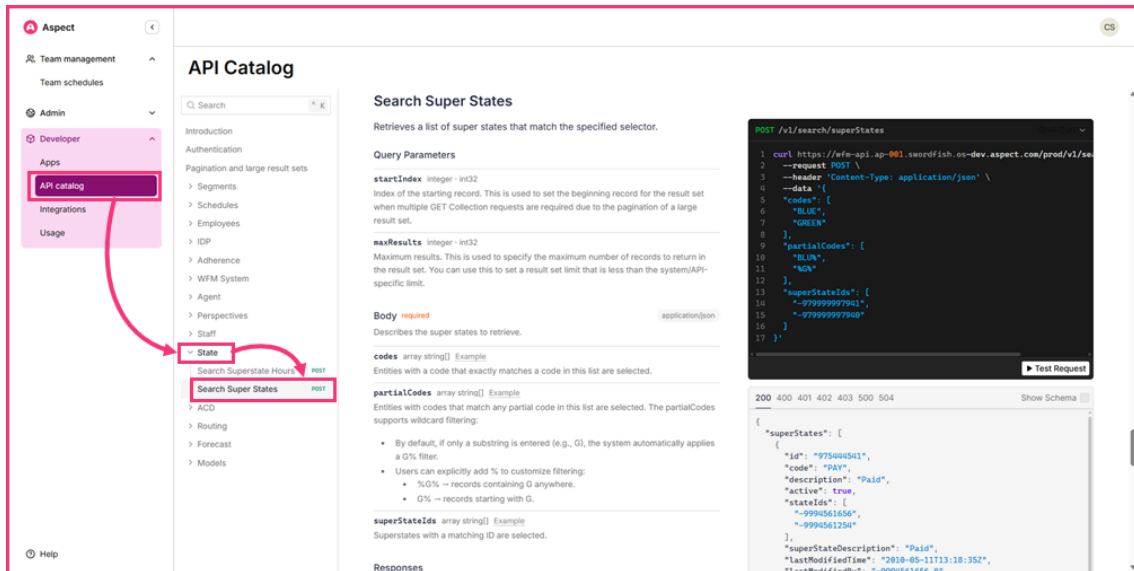 Aspect
CS
Team management
Team schedules
Admin
Developer
Apps
API catalog
Integrations
Usage
Help
API Catalog
Search
^ K
Introduction
Authentication
Pagination and large result sets
Segments
Schedules
Employees
IDP
Adherence
WFM System
Agent
Perspectives
Staff
State
Search Superstate Hours POST
Search Super States POST
ACD
Routing
Forecast
Models
Search Super States
Retrieves a list of super states that match the specified selector.
Query Parameters
startIndex integer · int32
Index of the starting record. This is used to set the beginning record for the result set
when multiple GET Collection requests are required due to the pagination of a large
result set.
maxResults integer · int32
Maximum results. This is used to specify the maximum number of records to return in
the result set. You can use this to set a result set limit that is less than the system/API-
specific limit.
Body required application/json
Describes the super states to retrieve.
codes array string[] Example
Entities with a code that exactly matches a code in this list are selected.
partialCodes array string[] Example
Entities with codes that match any partial code in this list are selected. The partialCodes
supports wildcard filtering:
• By default, if only a substring is entered (e.g., G), the system automatically applies
a G% filter.
• Users can explicitly add % to customize filtering:
• %G% → records containing G anywhere.
• G% → records starting with G.
superStateIds array string[] Example
Superstates with a matching ID are selected.
Responses
POST /v1/search/superStates
1 curl https://wfm-api.ap-001.swordfish.os-dev.aspect.com/prod/v1/sea
2 --request POST \
3 --header 'Content-Type: application/json' \
4 --data '{
5 "codes": [
6 "BLUE",
7 "GREEN"
8 ],
9 "partialCodes": [
10 "BLU%",
11 "%G%"
12 ],
13 "superStateIds": [
14 "-979999997941",
15 "-979999997940"
16 ]
17 }'
Test Request
200 400 401 402 403 500 504 Show Schema
{
"superStates": [
{
"id": "975444541",
"code": "PAY",
"description": "Paid",
"active": true,
"stateIds": [
"-9994561656",
"-9994561254"
],
"superStateDescription": "Paid",
"lastModifiedTime": "2010-05-11T13:18:35Z",
"lastModifiedBy": "-9994561656.0"